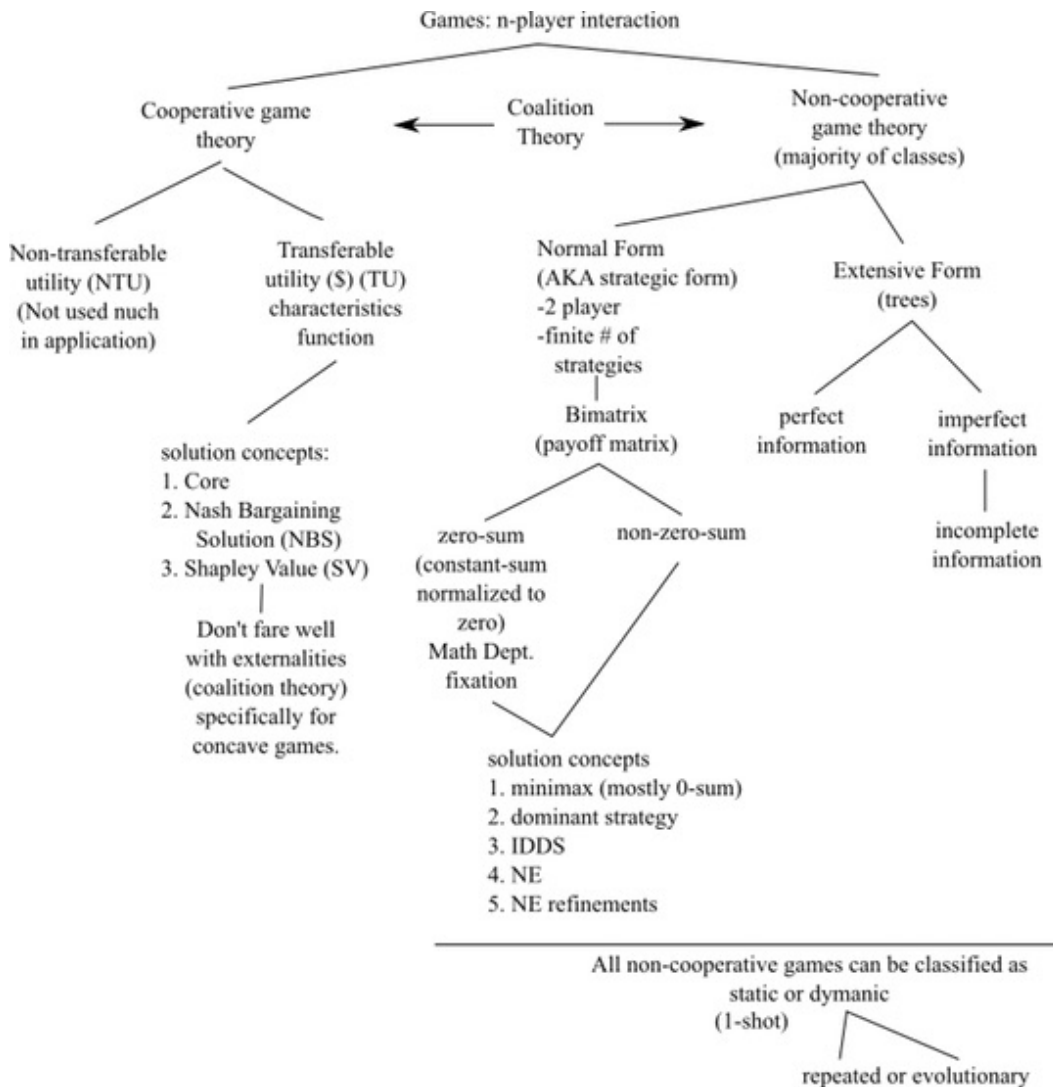 Games: n-player interaction
Cooperative game
theory
Coalition
Theory
Non-cooperative
game theory
(majority of classes)
Non-transferable
utility (NTU)
(Not used nuch
in application)
Transferable
utility ($) (TU)
characteristics
function
Normal Form
(AKA strategic form)
-2 player
-finite # of
strategies
Extensive Form
(trees)
Bimatrix
(payoff matrix)
perfect
information
imperfect
information
incomplete
information
solution concepts:
1. Core
2. Nash Bargaining
Solution (NBS)
3. Shapley Value (SV)
Don't fare well
with externalities
(coalition theory)
specifically for
concave games.
zero-sum
(constant-sum
normalized to
zero)
Math Dept.
fixation
non-zero-sum
solution concepts
1. minimax (mostly 0-sum)
2. dominant strategy
3. IDDS
4. NE
5. NE refinements
All non-cooperative games can be classified as
static or dymanic
(1-shot)
repeated or evolutionary